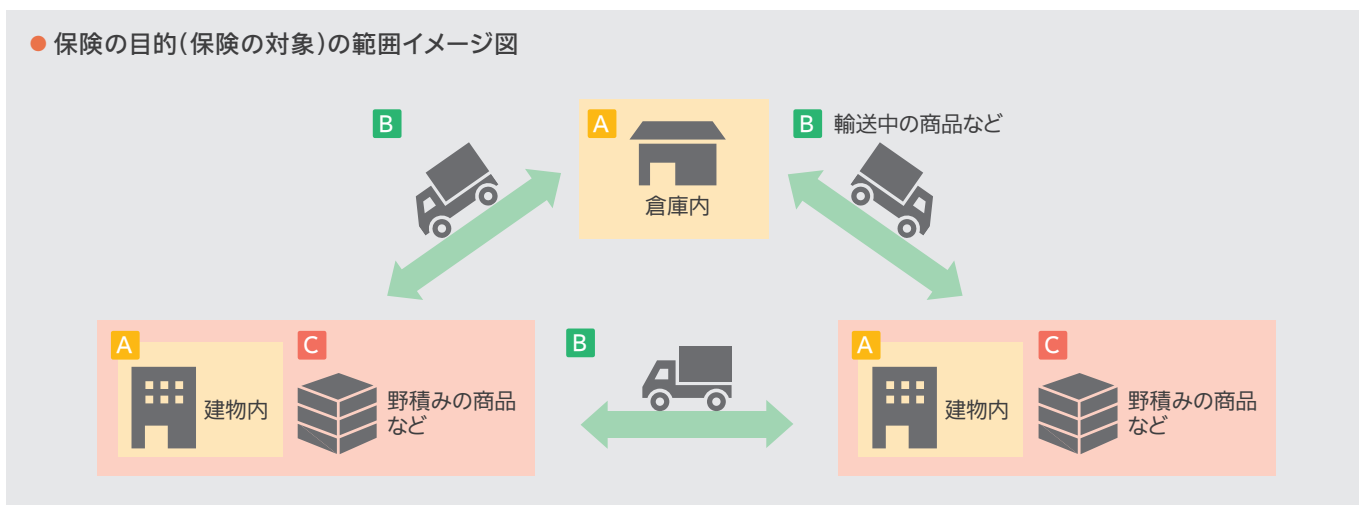 保険の目的(保険の対象)の範囲イメージ図
B
A
B 輸送中の商品など
倉庫内
A
C
建物内
野積みの商品
など
B
A
C
建物内
野積みの商品
など